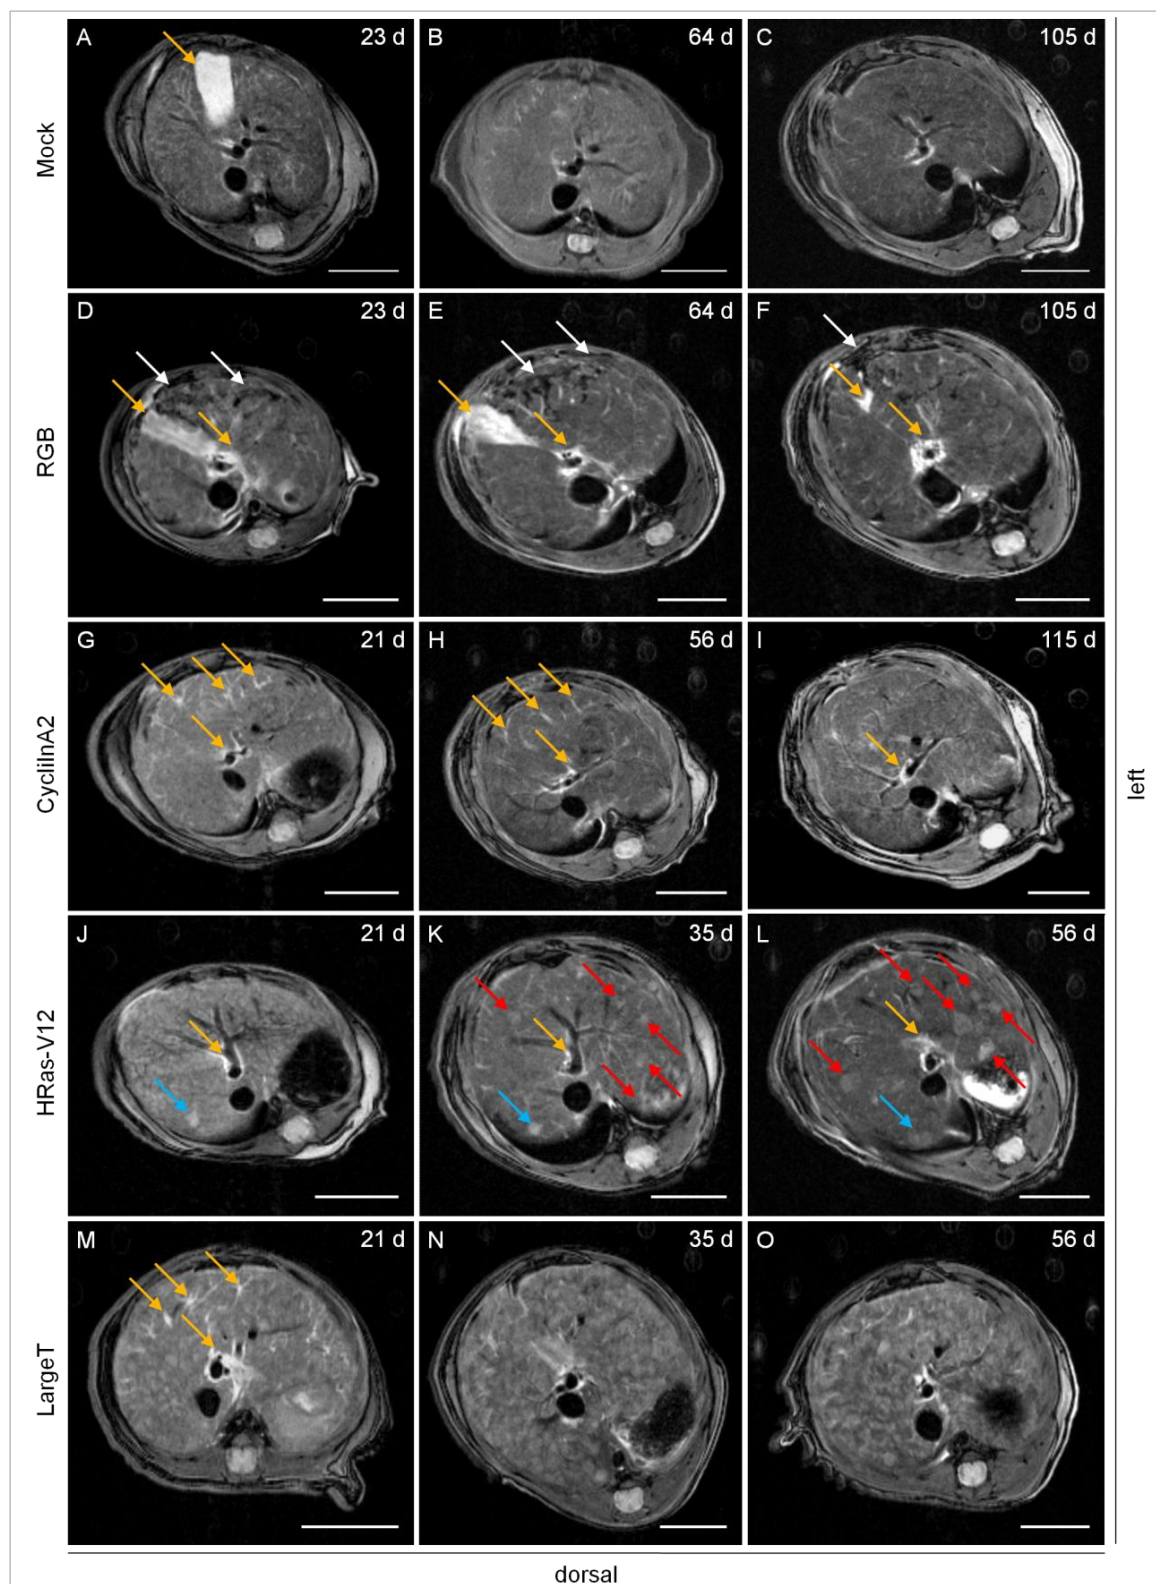 Mock
A 23 d
B 64 d
C 105 d
RGB
D 23 d
E 64 d
F 105 d
CyclilnA2
G 21 d
H 56 d
I 115 d
HRas-V12
J 21 d
K 35 d
L 56 d
LargeT
M 21 d
N 35 d
O 56 d
left
dorsal